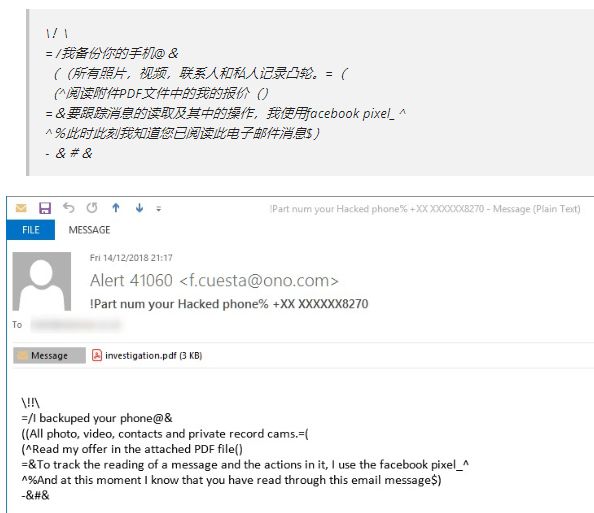 \ / \
= /我备份你的手机@ &
（（所有照片，视频，联系人和私人记录凸轮。=（
（^阅读附件PDF文件中的我的报价（）
= &要跟踪消息的读取及其中的操作，我使用facebook pixel_ ^
^ %此时此刻我知道您已阅读此电子邮件消息$ ）
- & # &
!Part num your Hacked phone% +XX XXXXXX8270 - Message (Plain Text)
FILE MESSAGE
Fri 14/12/2018 21:17
Alert 41060 <f.cuesta@ono.com>
!Part num your Hacked phone% +XX XXXXXX8270
To
Message investigation.pdf (3 KB)
\!!\
=/I backuped your phone@&
((All photo, video, contacts and private record cams.=(
(^Read my offer in the attached PDF file()
=&To track the reading of a message and the actions in it, I use the facebook pixel_^
^%And at this moment I know that you have read through this email message$)
-&#&